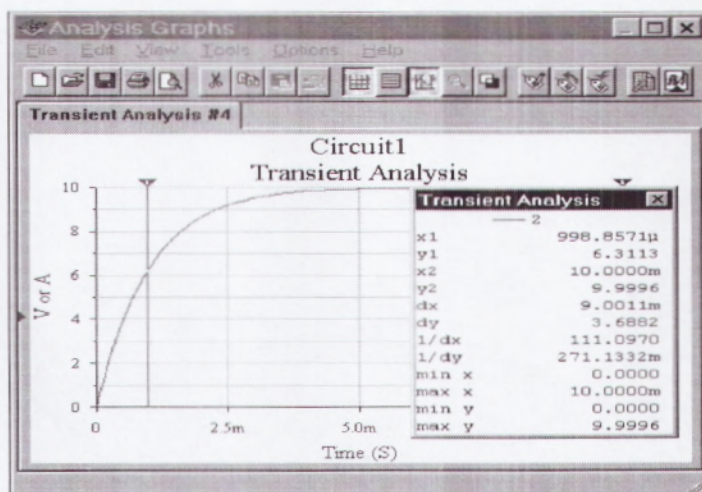 Analysis Graphs
File Edit View Tools Options Help
Transient Analysis #4
Circuit1
Transient Analysis
V or A
10
8
6
4
2
0
0 2.5m 5.0m
Time (S)
Transient Analysis
2
x1 998.8571µ
y1 6.3113
x2 10.0000m
y2 9.9996
dx 9.0011m
dy 3.6882
1/dx 111.0970
1/dy 271.1332m
min x 0.0000
max x 10.0000m
min y 0.0000
max y 9.9996